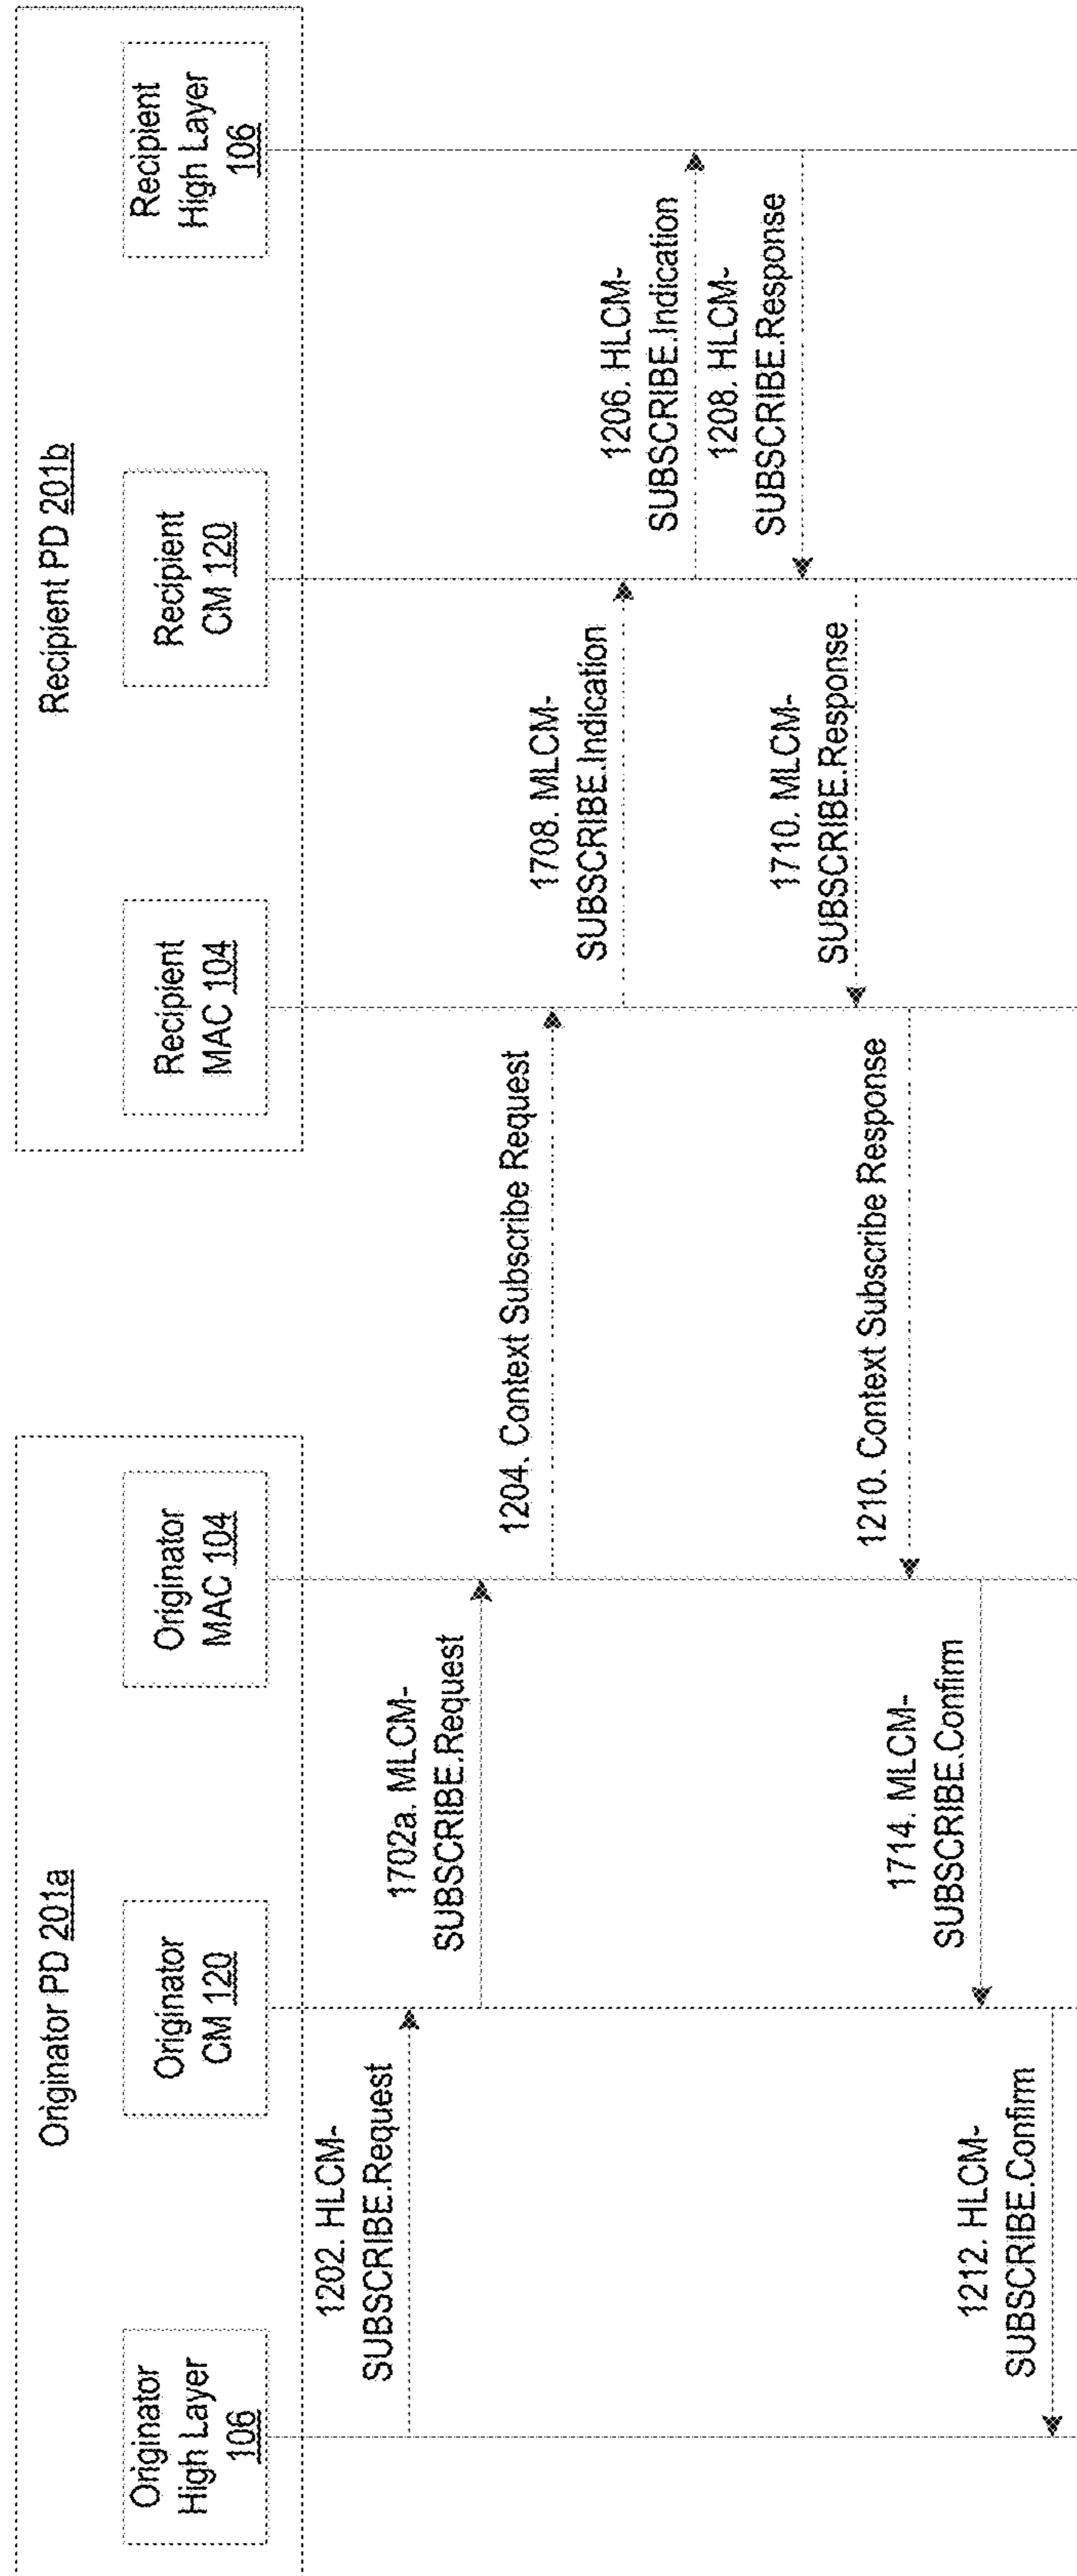 Originator PD 201a
Recipient PD 201b
Originator
High Layer
106
Originator
CM 120
Originator
MAC 104
Recipient
MAC 104
Recipient
CM 120
Recipient
High Layer
106
1202. HLCM-
SUBSCRIBE.Request
1702a. MLCM-
SUBSCRIBE.Request
1204. Context Subscribe Request
1708. MLCM-
SUBSCRIBE.Indication
1206. HLCM-
SUBSCRIBE.Indication
1208. HLCM-
SUBSCRIBE.Response
1710. MLCM-
SUBSCRIBE.Response
1210. Context Subscribe Response
1714. MLCM-
SUBSCRIBE.Confirm
1212. HLCM-
SUBSCRIBE.Confirm